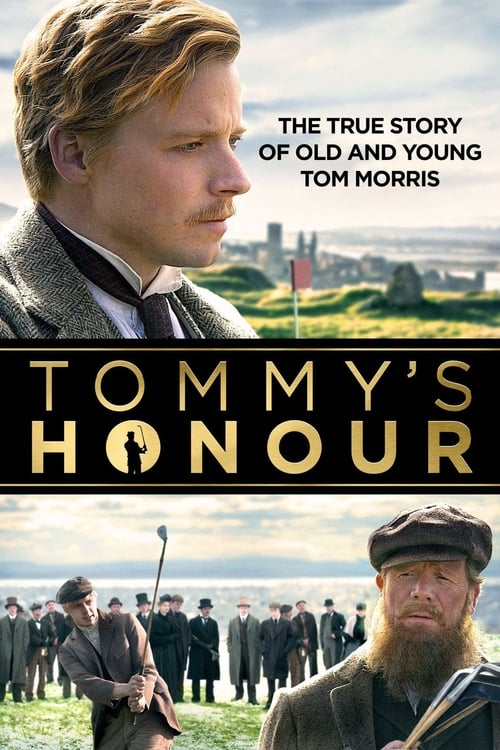 THE TRUE STORY
OF OLD AND YOUNG
TOM MORRIS
TOMMY'S
HONOUR